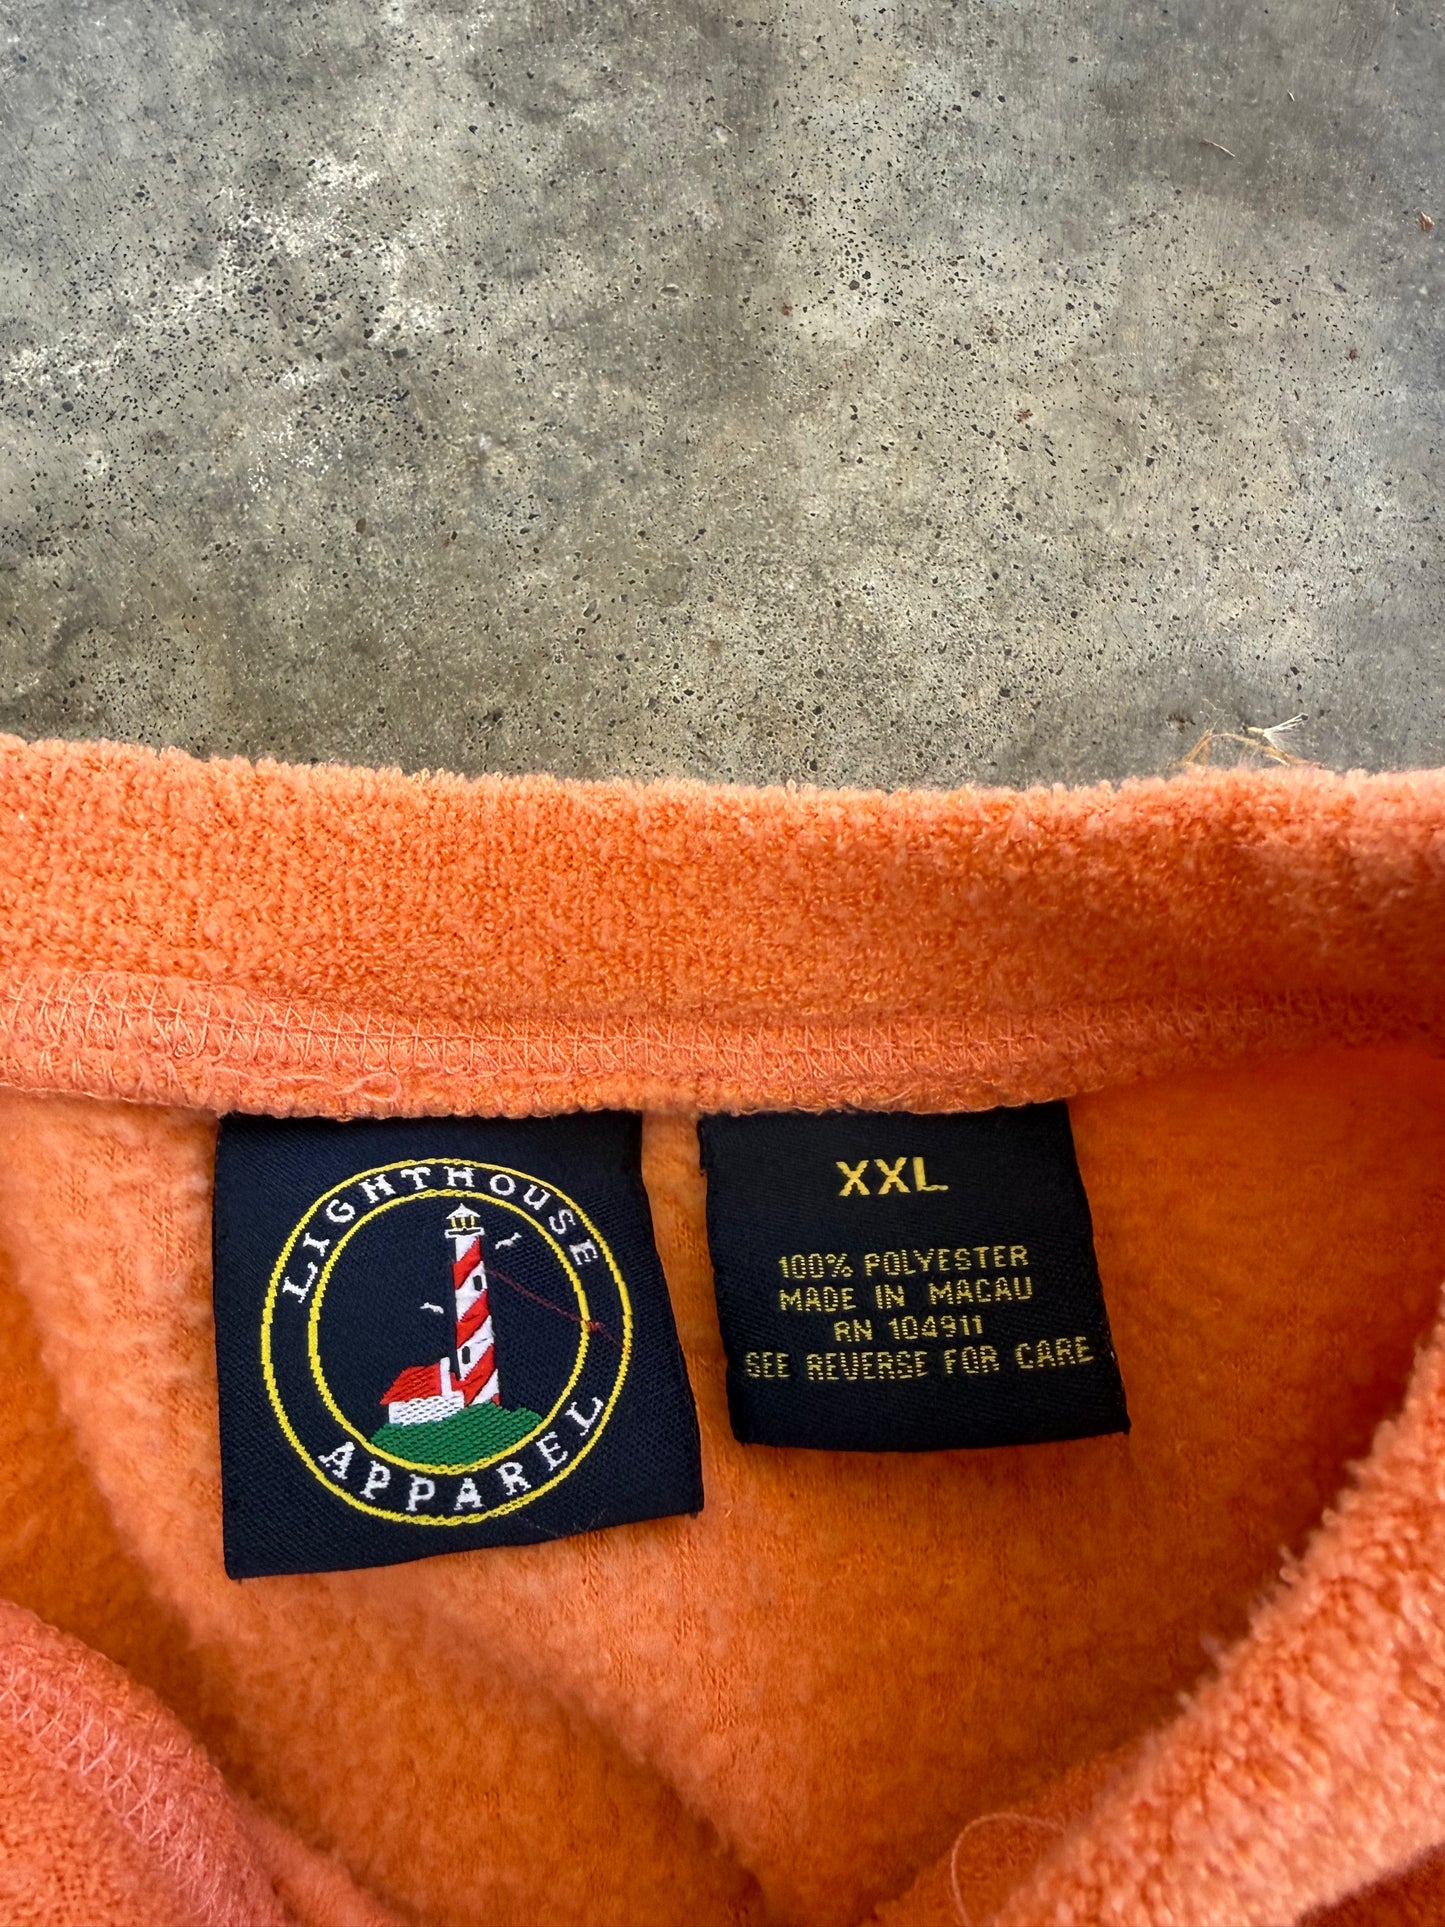 LIGHTHOUSE
APPAREL
XXL
100% POLYESTER
MADE IN MACAU
RN 104911
SEE REVERSE FOR CARE